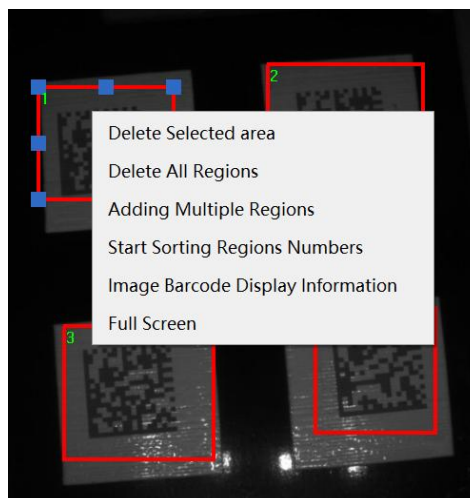 1
2
Delete Selected area
Delete All Regions
Adding Multiple Regions
Start Sorting Regions Numbers
Image Barcode Display Information
Full Screen
3